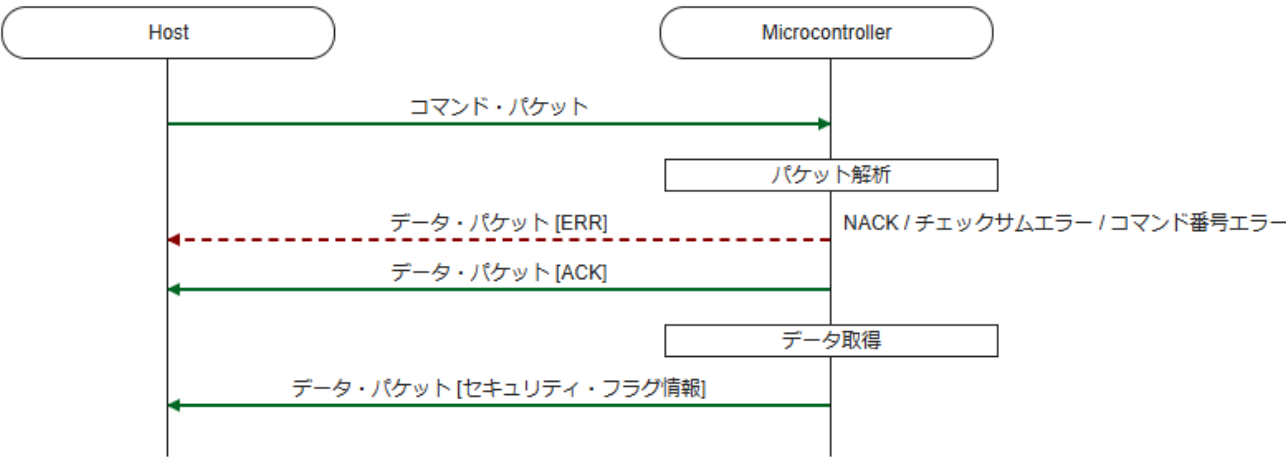 Host
Microcontroller
コマンド・パケット
パケット解析
データ・パケット [ERR]
NACK / チェックサムエラー / コマンド番号エラー
データ・パケット [ACK]
データ取得
データ・パケット [セキュリティ・フラグ情報]